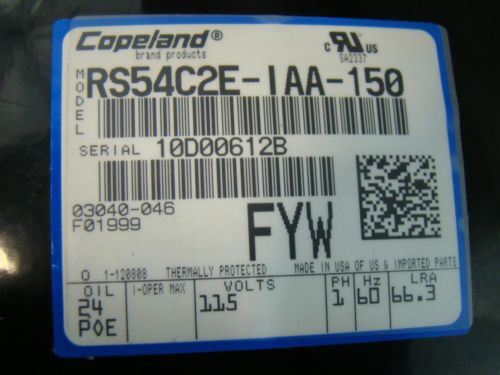 Copeland®
brand products
C RU US
SA2337
MODEL
RS54C2E-IAA-150
SERIAL 10D00612B
03040-046
F01999
FYW
O 1-120808 THERMALLY PROTECTED MADE IN USA OF US & IMPORTED PARTS
OIL I-OPER MAX VOLTS PH Hz LRA
24 115 1 60 66.3
POE